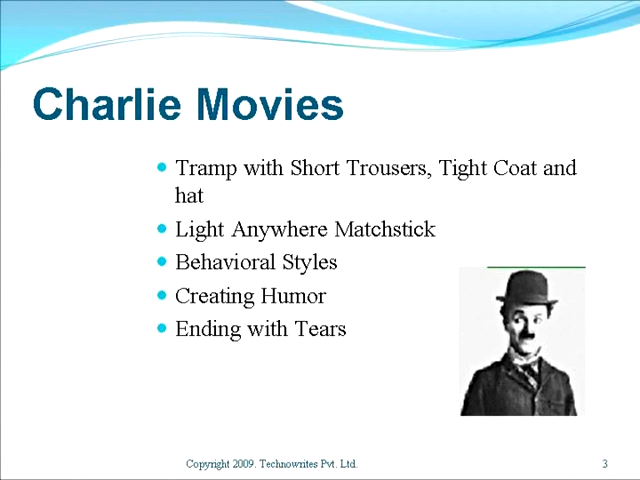 Charlie Movies
Tramp with Short Trousers, Tight Coat and
hat
Light Anywhere Matchstick
Behavioral Styles
Creating Humor
Ending with Tears
Copyright 2009. Technowrites Pvt. Ltd.
3